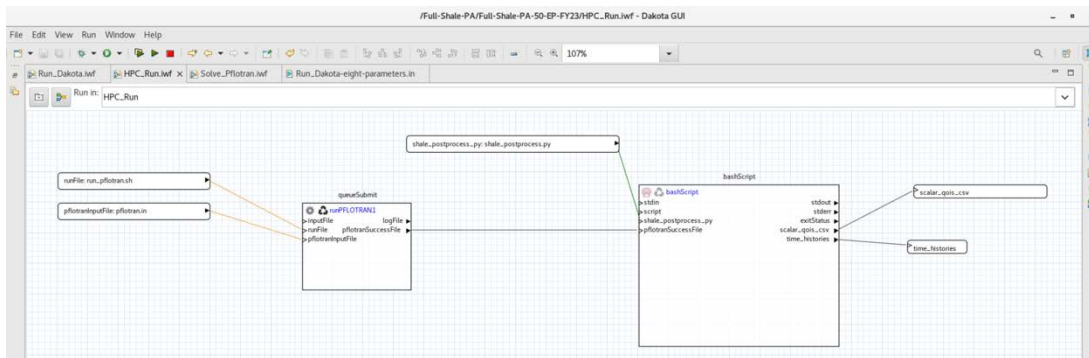 /Full-Shale-PA/Full-Shale-PA-50-EP-FY23/HPC_Run.iwf - Dakota GUI
File Edit View Run Window Help
107%
Run_Dakota.iwf HPC_Run.iwf Solve_Pflotran.iwf Run_Dakota-eight-parameters.in
Run in: HPC_Run
shale_postprocess_py: shale_postprocess.py
runFile: run_pflotran.sh
pflotranInputFile: pflotran.in
queueSubmit
runPFLOTRAN1
inputFile logFile
runFile pflotranSuccessFile
pflotranInputFile
bashScript
bashScript
stdin stdout
script stderr
shale_postprocess_py exitStatus
pflotranSuccessFile scalar_qois_csv
time_histories
scalar_qois_csv
time_histories